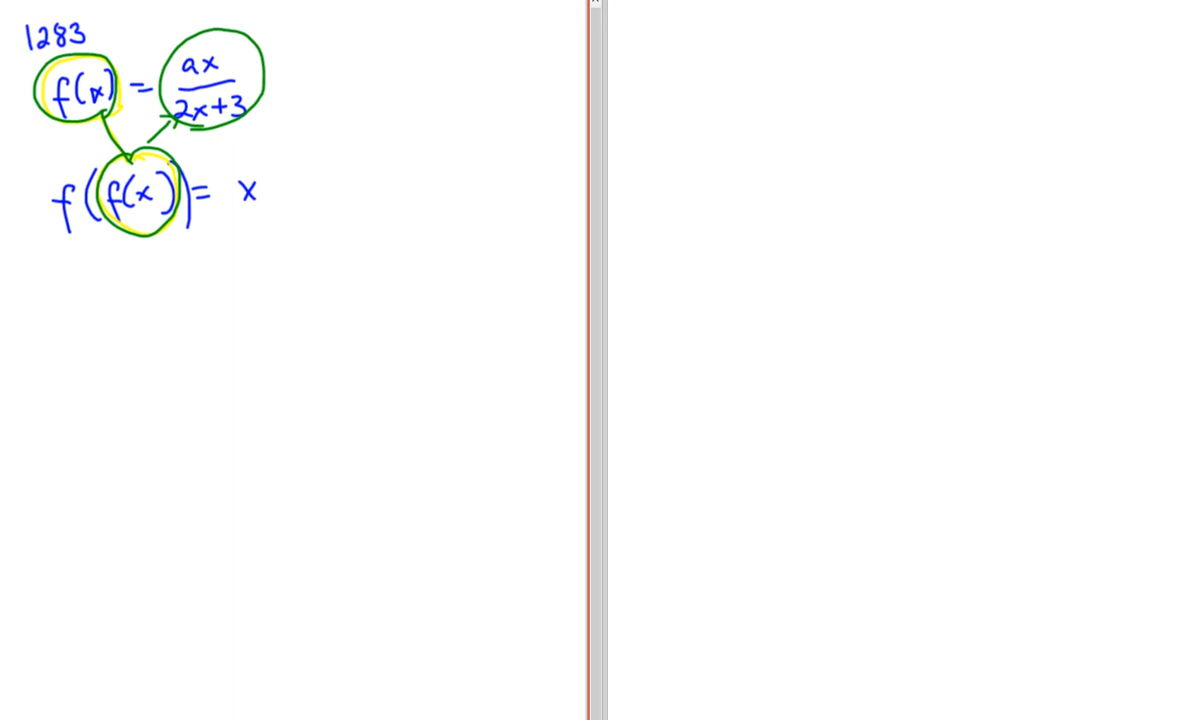 1283
f(x) = ax/(2x+3)
f(f(x)) = x